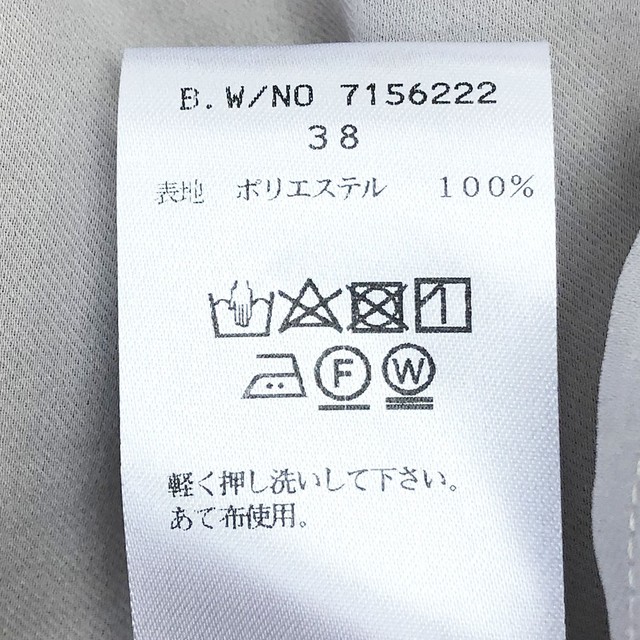 B.W/NO 7156222
38
表地 ポリエステル 100%
F W
軽く押し洗いして下さい。
あて布使用。